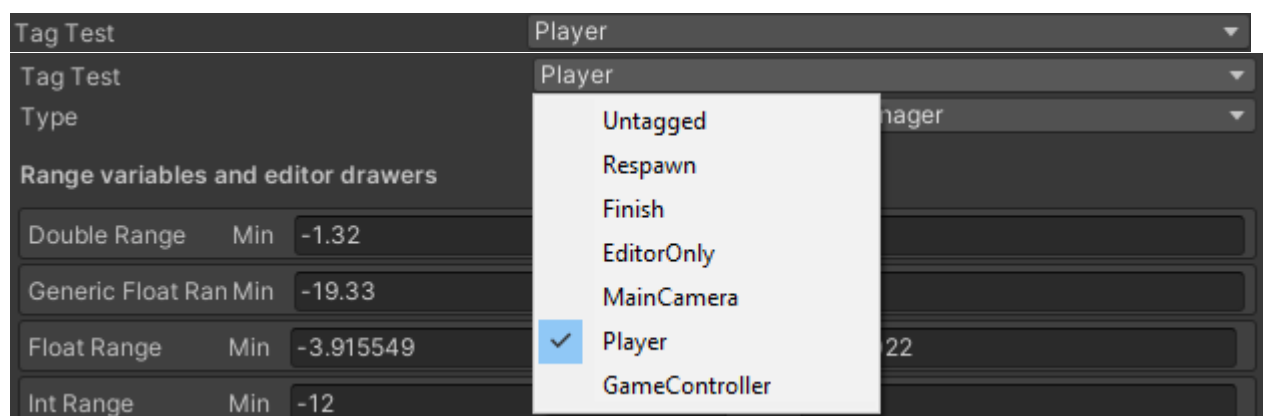 Tag Test Player
Tag Test Player
Type nager
Range variables and editor drawers
Double Range Min -1.32
Generic Float Ran Min -19.33
Float Range Min -3.915549 22
Int Range Min -12
Untagged
Respawn
Finish
EditorOnly
MainCamera
Player
GameController